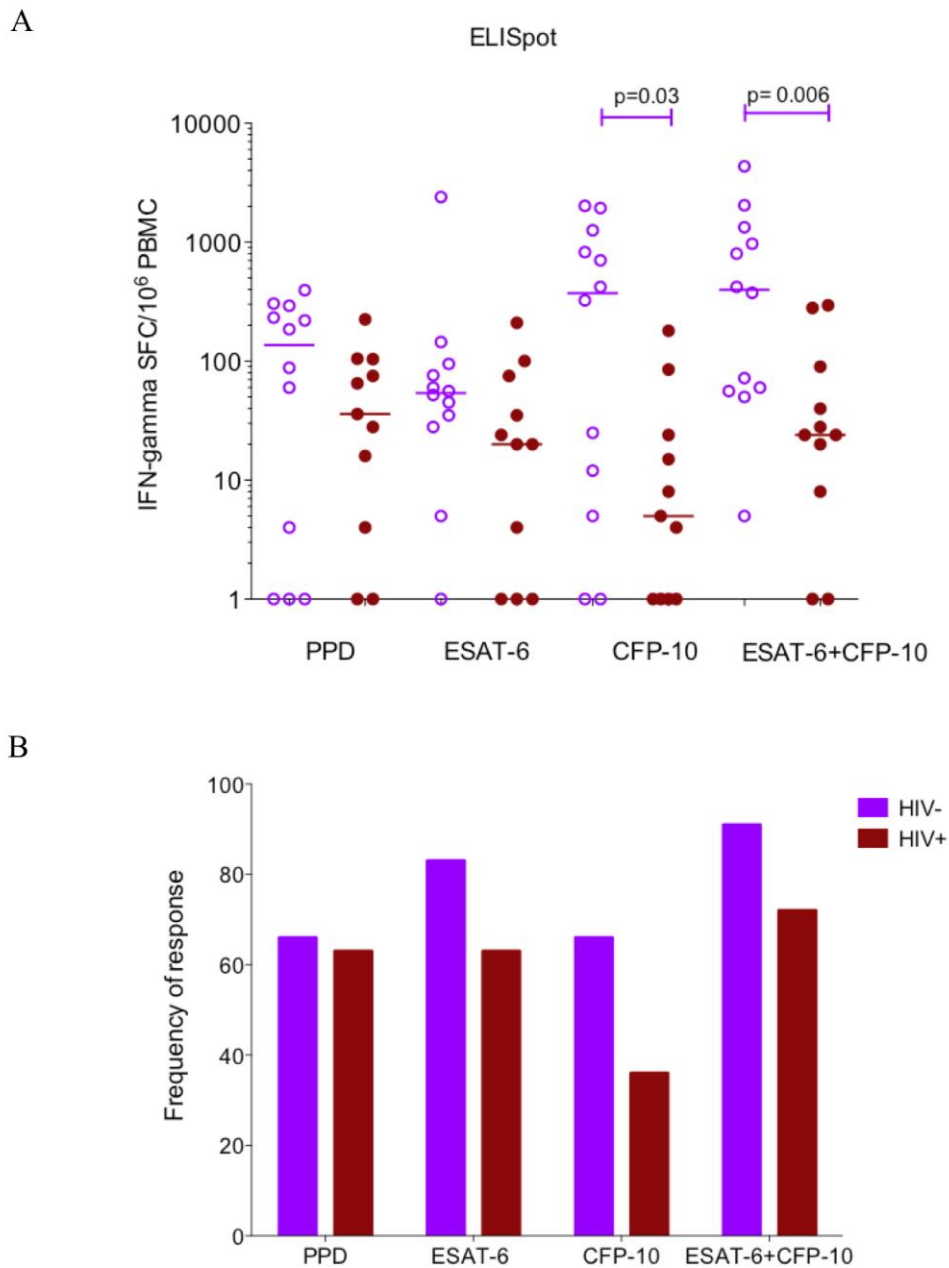 A
ELISpot
p=0.03
p= 0.006
10000
1000
100
10
1
IFN-gamma SFC/10⁶ PBMC
PPD
ESAT-6
CFP-10
ESAT-6+CFP-10
B
100
80
60
40
20
0
Frequency of response
HIV-
HIV+
PPD
ESAT-6
CFP-10
ESAT-6+CFP-10